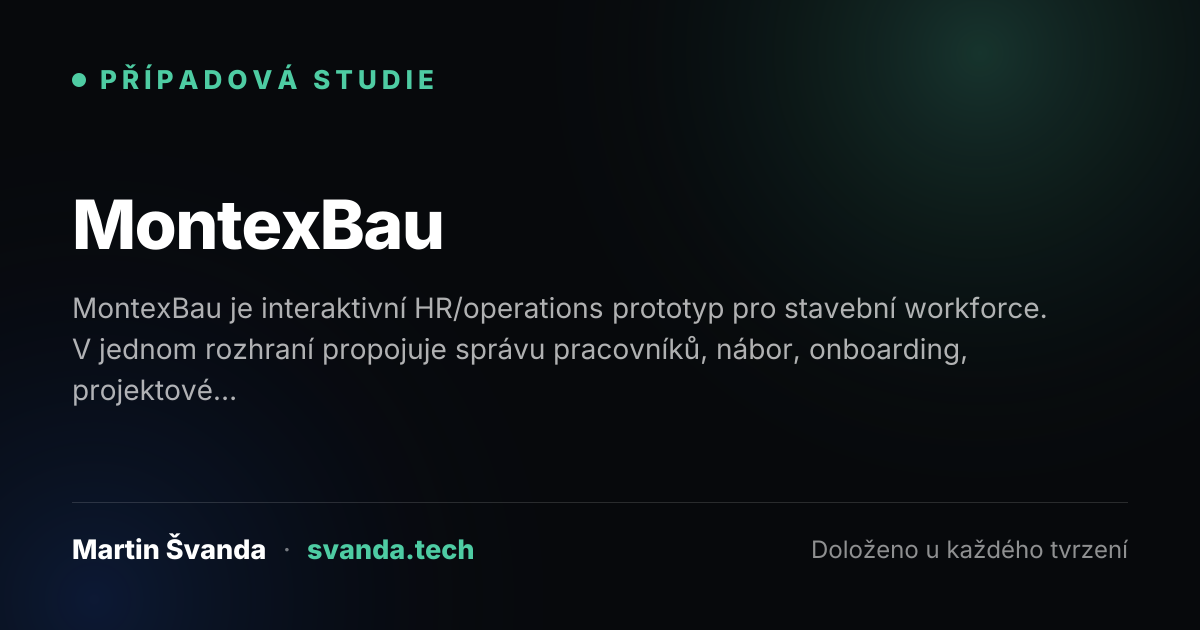 PŘÍPADOVÁ STUDIE
MontexBau
MontexBau je interaktivní HR/operations prototyp pro stavební workforce.
V jednom rozhraní propojuje správu pracovníků, nábor, onboarding,
projektové…
Martin Švanda · svanda.tech
Doloženo u každého tvrzení